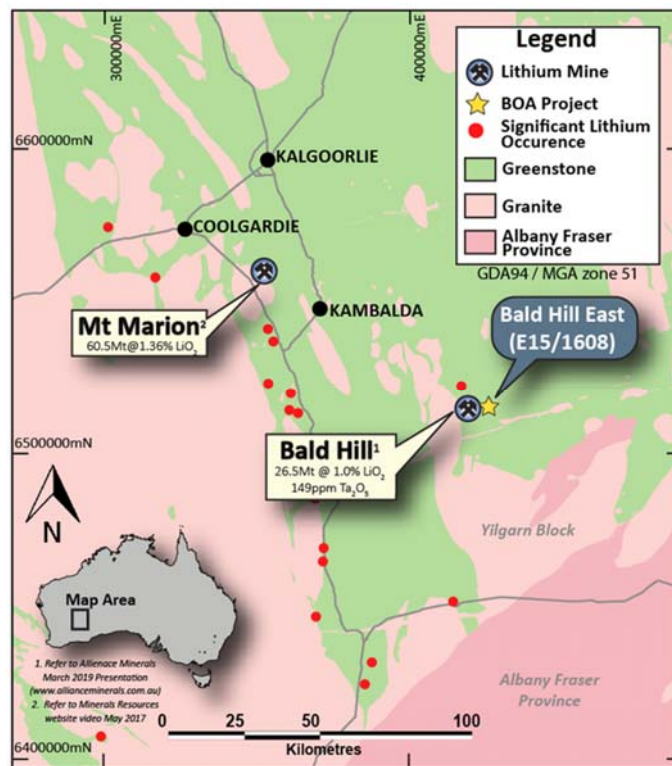 300000mE
400000mE
Legend
Lithium Mine
BOA Project
Significant Lithium
Occurence
Greenstone
Granite
Albany Fraser
Province
GDA94 / MGA zone 51
6600000mN
KALGOORLIE
COOLGARDIE
Mt Marion²
60.5Mt@1.36% LiO₂
KAMBALDA
Bald Hill East
(E15/1608)
6500000mN
Bald Hill¹
26.5Mt @ 1.0% LiO₂
149ppm Ta₂O₅
N
Yilgarn Block
Map Area
1. Refer to Allienace Minerals
March 2019 Presentation
(www.allianceminerals.com.au)
2. Refer to Minerals Resources
website video May 2017
Albany Fraser
Province
0 25 50 100
Kilometres
6400000mN